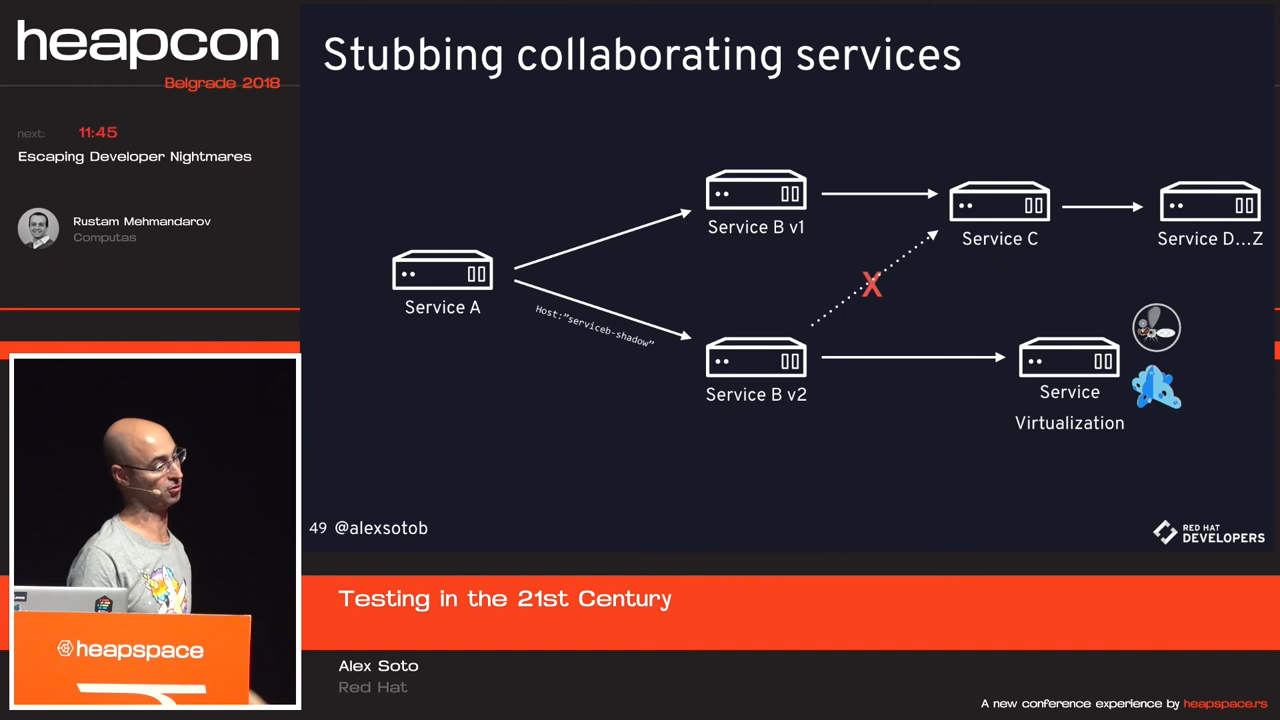 heapcon
Belgrade 2018
next: 11:45
Escaping Developer Nightmares
Rustam Mehmandarov
Computas
Stubbing collaborating services
Service A
Host:"serviceb-shadow"
Service B v1
Service B v2
X
Service C
Service D...Z
Service
Virtualization
49 @alexsotob
RED HAT
DEVELOPERS
heapspace
Testing in the 21st Century
Alex Soto
Red Hat
A new conference experience by heapspace.rs